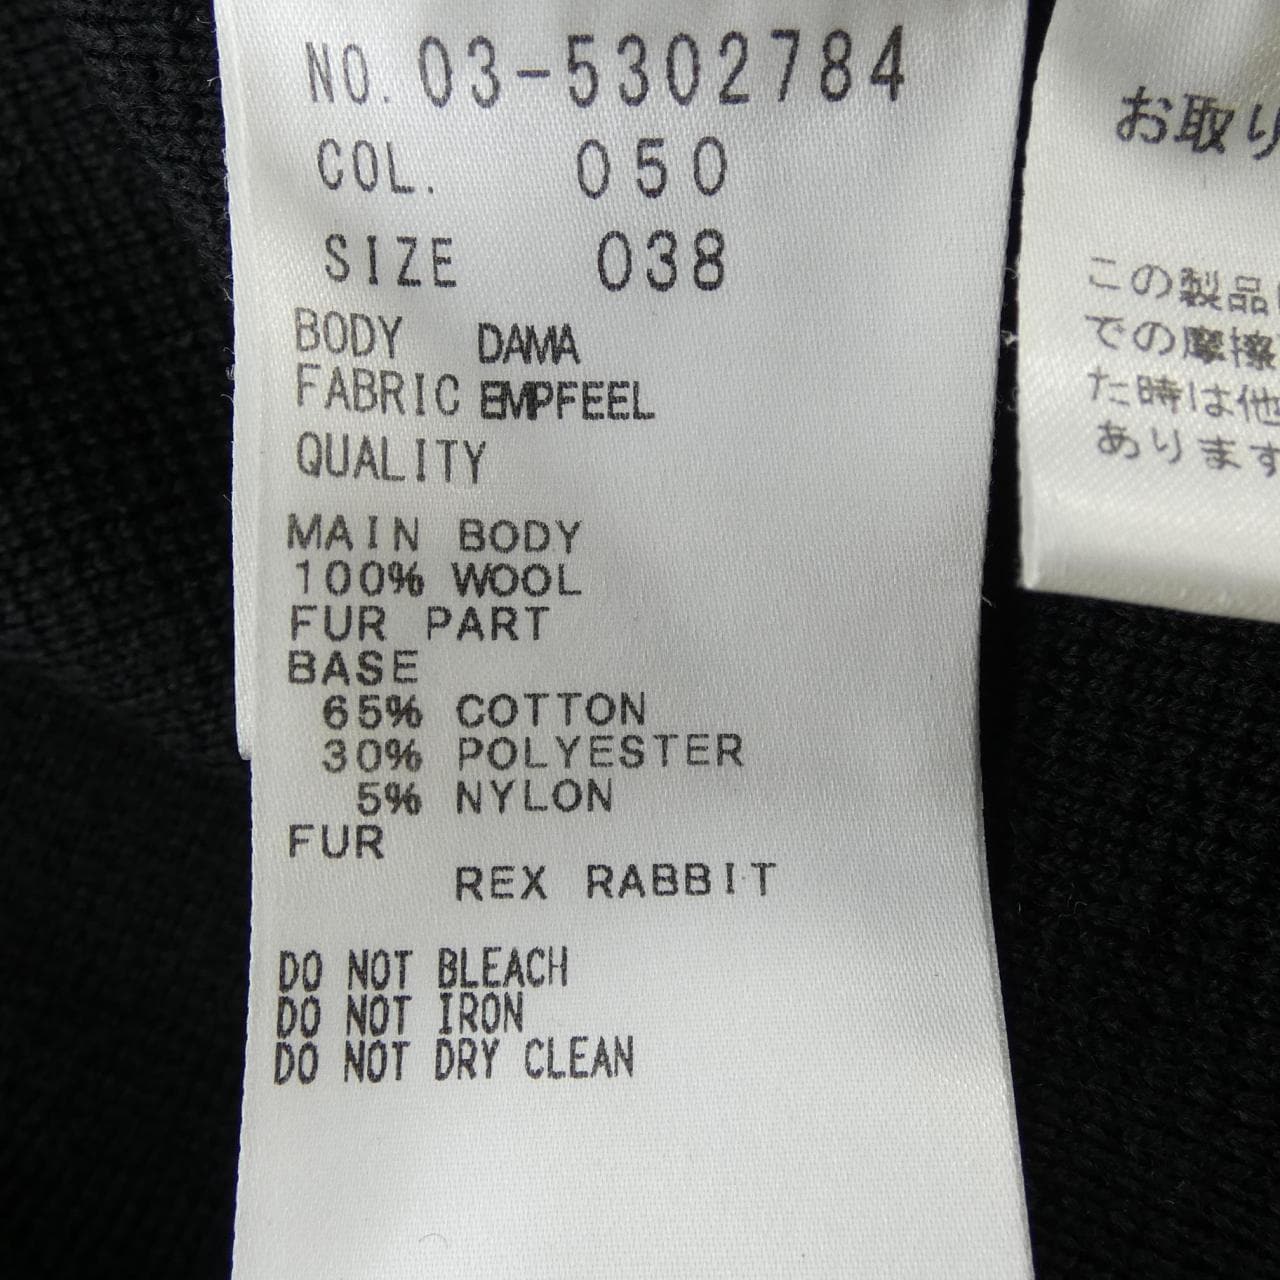 NO. 03-5302784
COL. 050
SIZE 038
BODY DAMA
FABRIC EMPFEEL
QUALITY
MAIN BODY
100% WOOL
FUR PART
BASE
65% COTTON
30% POLYESTER
5% NYLON
FUR
REX RABBIT
DO NOT BLEACH
DO NOT IRON
DO NOT DRY CLEAN
お取り
この製品
での摩擦
た時は他
あります